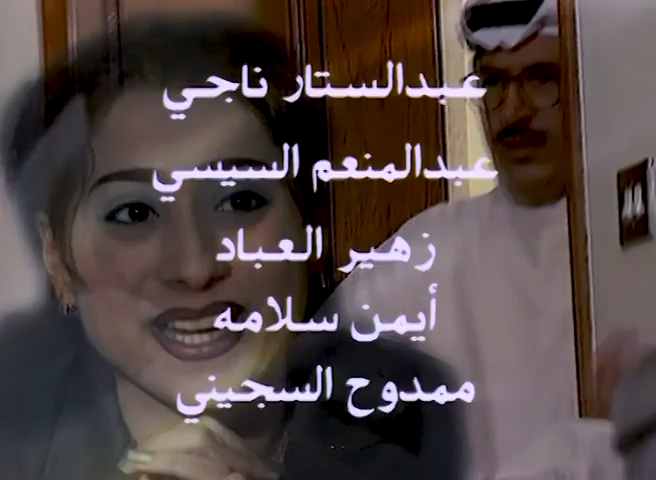 عبدالستار ناجي
عبدالمنعم السيسي
زهير العباد
أيمن سلامه
ممدوح السجيني